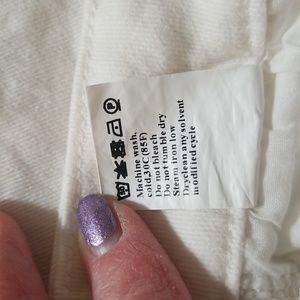 Machine wash,
cold,30C(85F)
Do not bleach
Do not tumble dry
Steam iron low
Dryclean any solvent
modified cycle